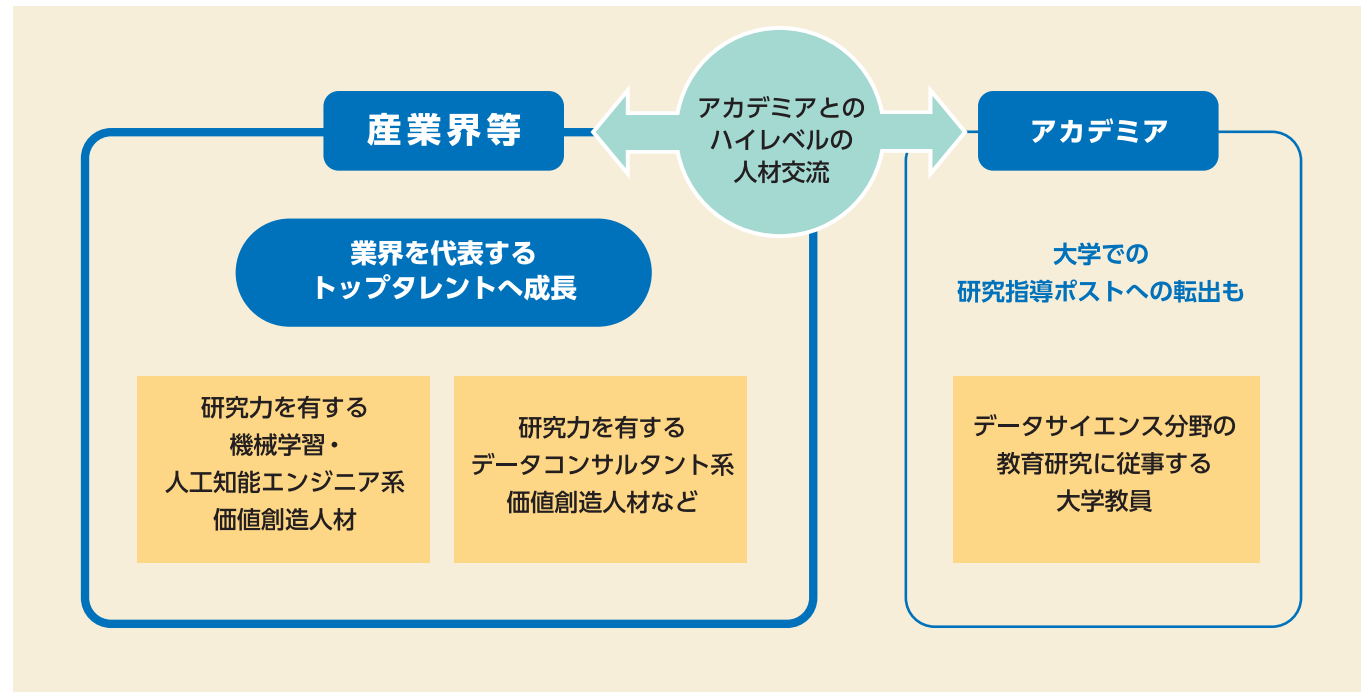 産業界等
アカデミアとの
ハイレベルの
人材交流
アカデミア
業界を代表する
トップタレントへ成長
大学での
研究指導ポストへの転出も
研究力を有する
機械学習・
人工知能エンジニア系
価値創造人材
研究力を有する
データコンサルタント系
価値創造人材など
データサイエンス分野の
教育研究に従事する
大学教員